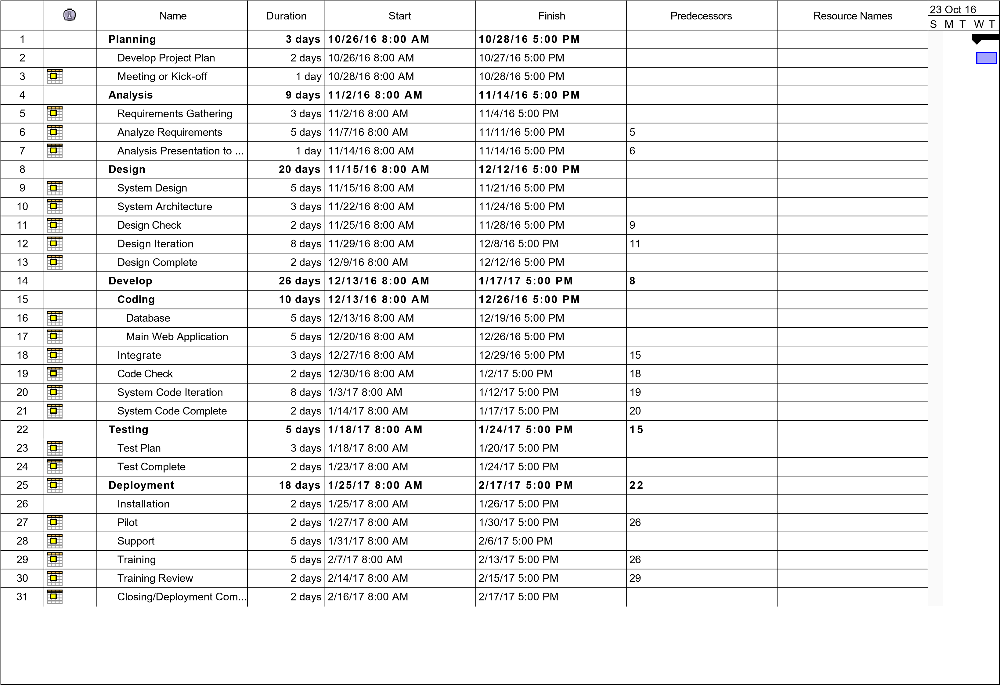 Name Duration Start Finish Predecessors Resource Names 23 Oct 16
S M T W T
1 Planning 3 days 10/26/16 8:00 AM 10/28/16 5:00 PM
2 Develop Project Plan 2 days 10/26/16 8:00 AM 10/27/16 5:00 PM
3 Meeting or Kick-off 1 day 10/28/16 8:00 AM 10/28/16 5:00 PM
4 Analysis 9 days 11/2/16 8:00 AM 11/14/16 5:00 PM
5 Requirements Gathering 3 days 11/2/16 8:00 AM 11/4/16 5:00 PM
6 Analyze Requirements 5 days 11/7/16 8:00 AM 11/11/16 5:00 PM 5
7 Analysis Presentation to ... 1 day 11/14/16 8:00 AM 11/14/16 5:00 PM 6
8 Design 20 days 11/15/16 8:00 AM 12/12/16 5:00 PM
9 System Design 5 days 11/15/16 8:00 AM 11/21/16 5:00 PM
10 System Architecture 3 days 11/22/16 8:00 AM 11/24/16 5:00 PM
11 Design Check 2 days 11/25/16 8:00 AM 11/28/16 5:00 PM 9
12 Design Iteration 8 days 11/29/16 8:00 AM 12/8/16 5:00 PM 11
13 Design Complete 2 days 12/9/16 8:00 AM 12/12/16 5:00 PM
14 Develop 26 days 12/13/16 8:00 AM 1/17/17 5:00 PM 8
15 Coding 10 days 12/13/16 8:00 AM 12/26/16 5:00 PM
16 Database 5 days 12/13/16 8:00 AM 12/19/16 5:00 PM
17 Main Web Application 5 days 12/20/16 8:00 AM 12/26/16 5:00 PM
18 Integrate 3 days 12/27/16 8:00 AM 12/29/16 5:00 PM 15
19 Code Check 2 days 12/30/16 8:00 AM 1/2/17 5:00 PM 18
20 System Code Iteration 8 days 1/3/17 8:00 AM 1/12/17 5:00 PM 19
21 System Code Complete 2 days 1/14/17 8:00 AM 1/17/17 5:00 PM 20
22 Testing 5 days 1/18/17 8:00 AM 1/24/17 5:00 PM 15
23 Test Plan 3 days 1/18/17 8:00 AM 1/20/17 5:00 PM
24 Test Complete 2 days 1/23/17 8:00 AM 1/24/17 5:00 PM
25 Deployment 18 days 1/25/17 8:00 AM 2/17/17 5:00 PM 22
26 Installation 2 days 1/25/17 8:00 AM 1/26/17 5:00 PM
27 Pilot 2 days 1/27/17 8:00 AM 1/30/17 5:00 PM 26
28 Support 5 days 1/31/17 8:00 AM 2/6/17 5:00 PM
29 Training 5 days 2/7/17 8:00 AM 2/13/17 5:00 PM 26
30 Training Review 2 days 2/14/17 8:00 AM 2/15/17 5:00 PM 29
31 Closing/Deployment Com... 2 days 2/16/17 8:00 AM 2/17/17 5:00 PM